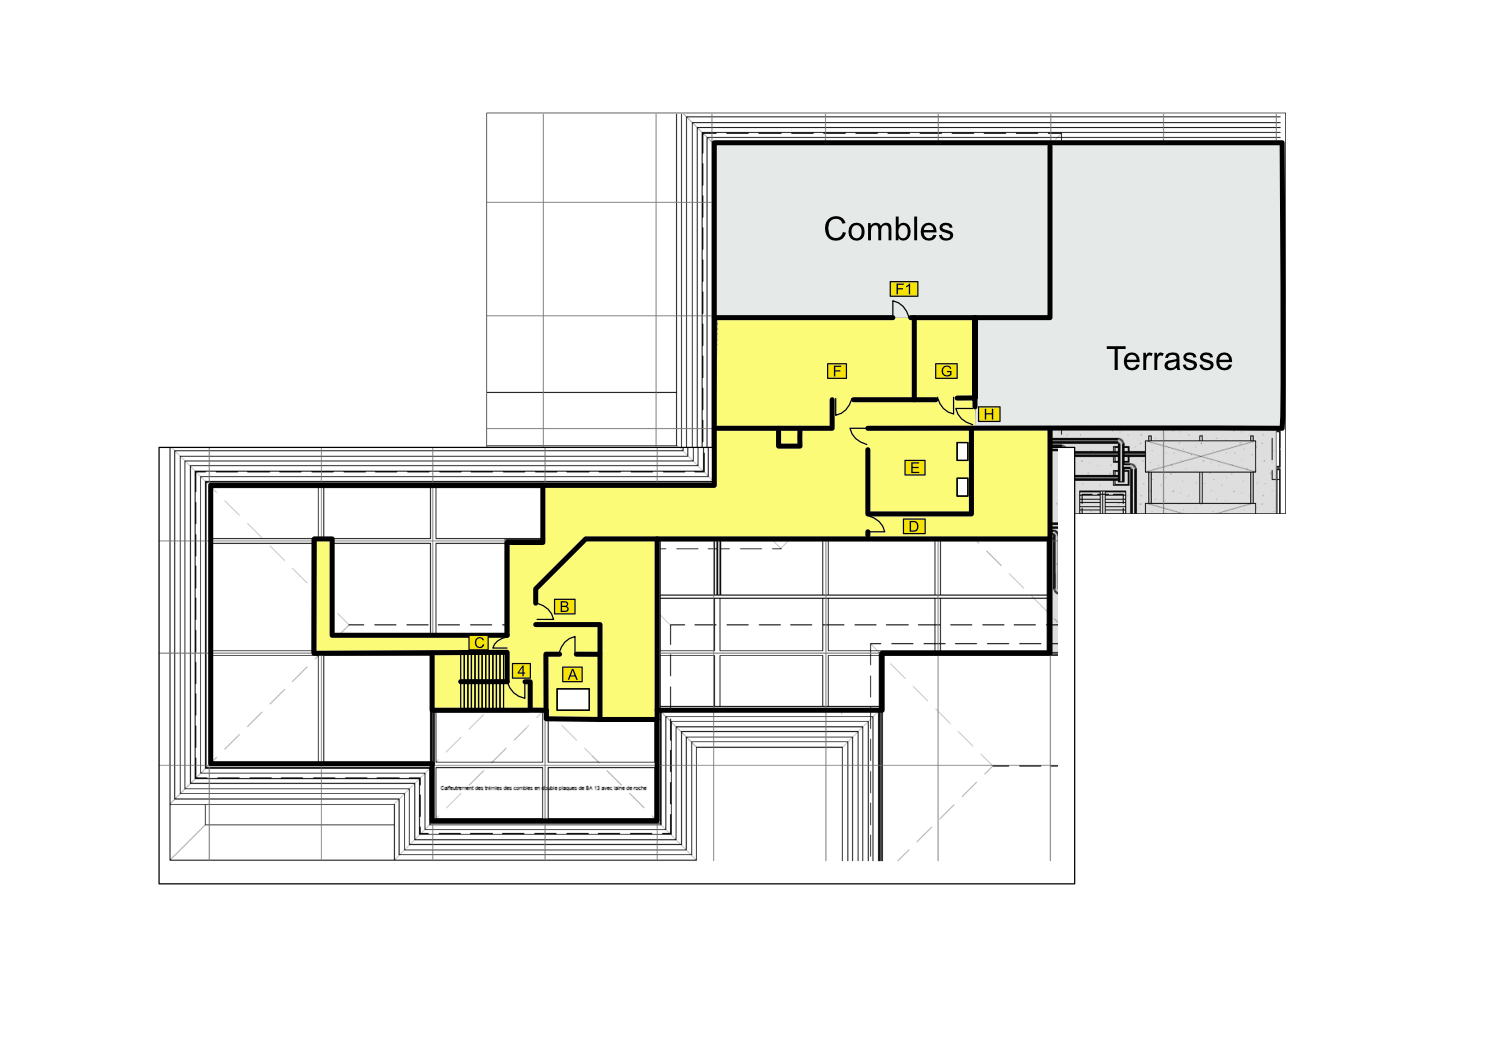 Combles
F1
Terrasse
F
G
H
E
D
B
C
4
A
Calfeutrement des trémies des combles en double plaques de BA 13 avec laine de roche